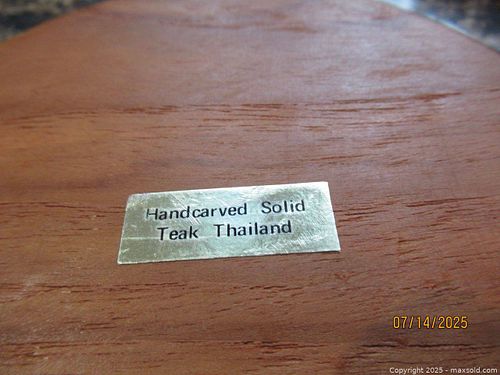 Handcarved Solid
Teak Thailand
07/14/2025
Copyright 2025 - maxsold.com